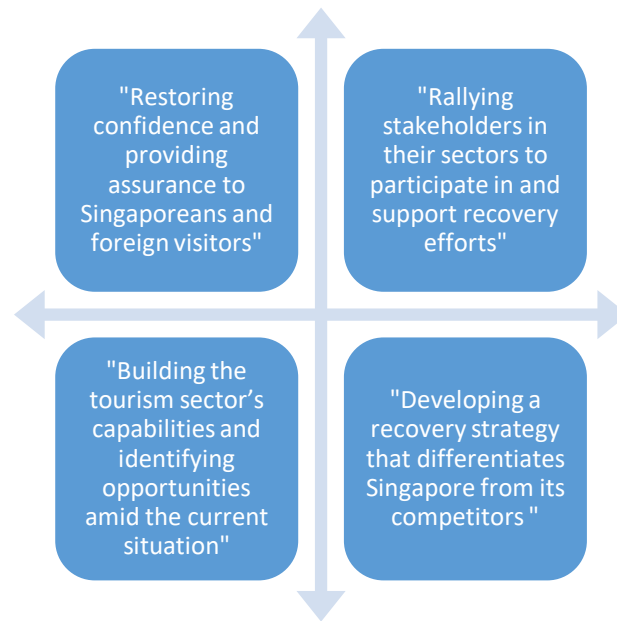 "Restoring
confidence and
providing
assurance to
Singaporeans and
foreign visitors"
"Rallying
stakeholders in
their sectors to
participate in and
support recovery
efforts"
"Building the
tourism sector’s
capabilities and
identifying
opportunities
amid the current
situation"
"Developing a
recovery strategy
that differentiates
Singapore from its
competitors "